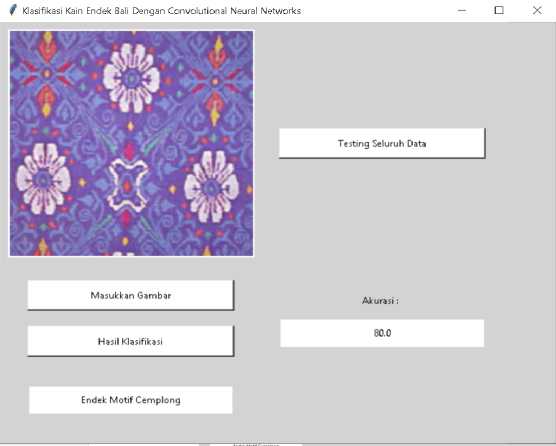 Klasifikasi Kain Endek Bali Dengan Convolutional Neural Networks
Testing Seluruh Data
Masukkan Gambar
Akurasi :
Hasil Klasifikasi
80.0
Endek Motif Cemplong